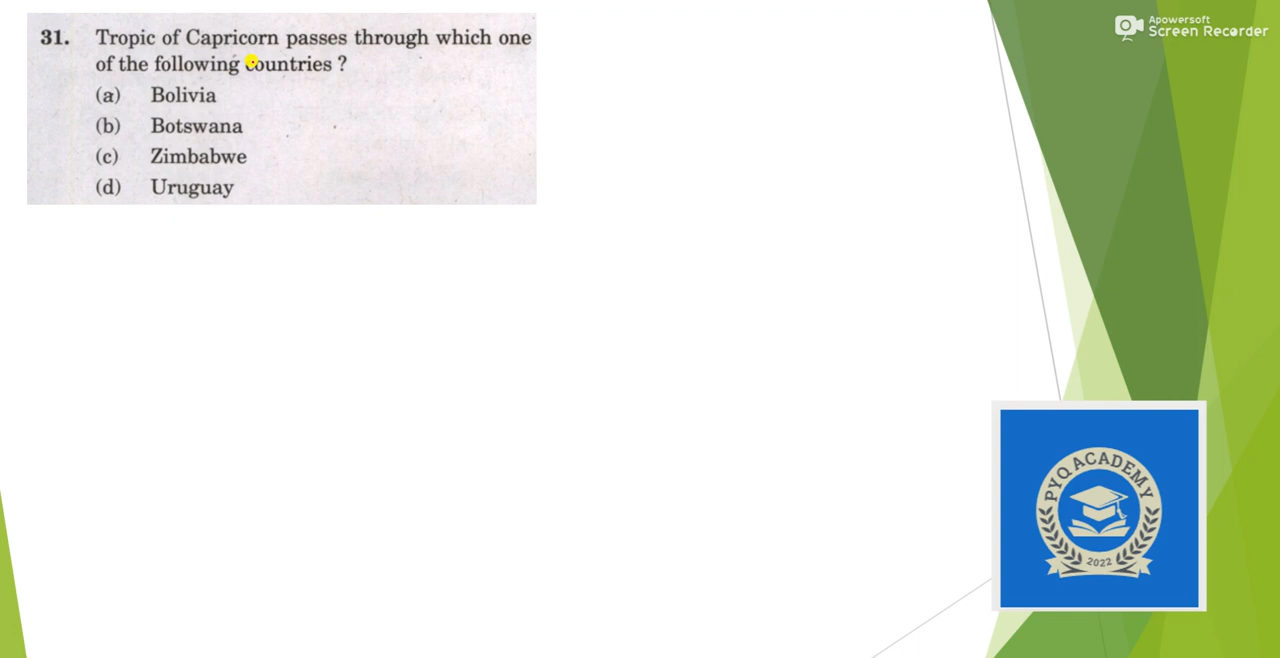 Apowersoft
Screen Recorder
31. Tropic of Capricorn passes through which one
of the following countries ?
(a) Bolivia
(b) Botswana
(c) Zimbabwe
(d) Uruguay
PYQ ACADEMY
2022